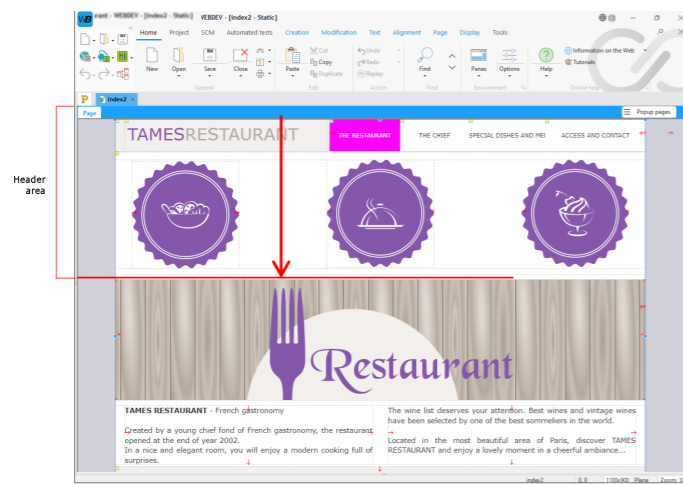 WB
WEBDEV - [index2 - Static]
WEBDEV - [index2 - Static]
Home Project SCM Automated tests Creation Modification Text Alignment Page Display Tools
New Open Save Close Paste Cut Copy Duplicate Undo Redo Replay Find Panes Options Help Information on the Web Tutorials
General Edit Action Find Environment Online help
Index2
Page
Popup pages
Header
area
TAMESRESTAURANT
THE RESTAURANT THE CHIEF SPECIAL DISHES AND ME ACCESS AND CONTACT
Restaurant
TAMES RESTAURANT - French gastronomy
Created by a young chief fond of French gastronomy, the restaurant
opened at the end of year 2002.
In a nice and elegant room, you will enjoy a modern cooking full of
surprises.
The wine list deserves your attention. Best wines and vintage wines
have been selected by one of the best sommeliers in the world.
Located in the most beautiful area of Paris, discover TAMES
RESTAURANT and enjoy a lovely moment in a cheerful ambiance...
index2 0, 0 1100x900 Plane Zoom: